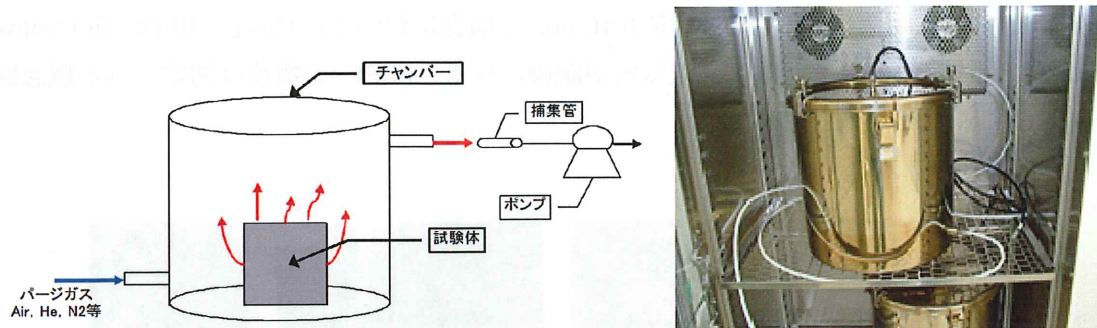 チャンバー
捕集管
ポンプ
試験体
パージガス
Air, He, N2等